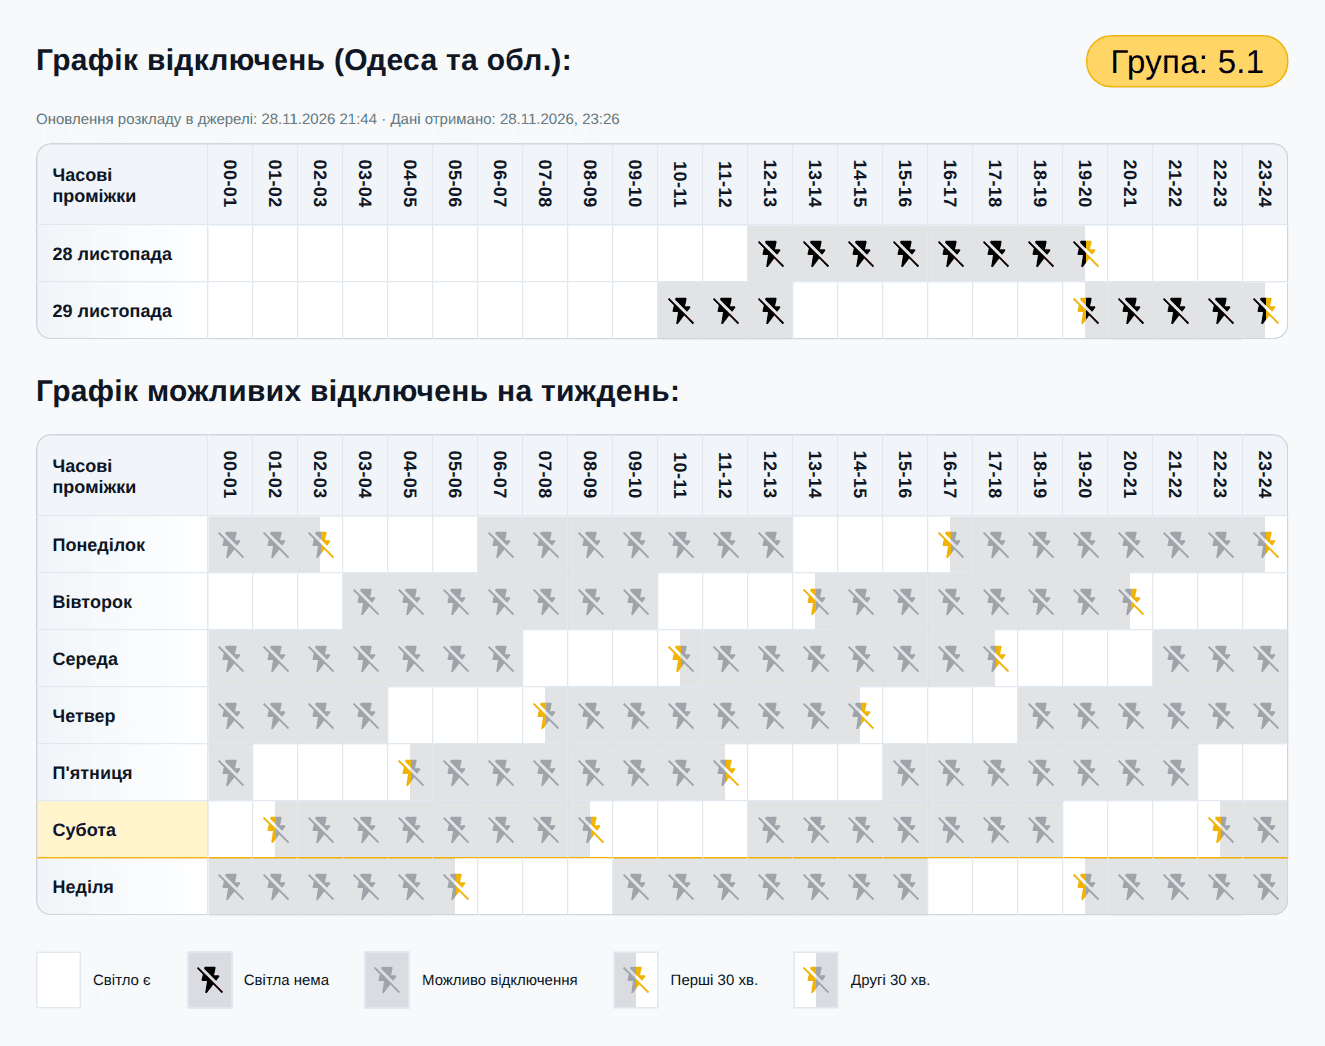 Графік відключень (Одеса та обл.):
Група: 5.1
Оновлення розкладу в джерелі: 28.11.2026 21:44 · Дані отримано: 28.11.2026, 23:26
Часові проміжки 00-01 01-02 02-03 03-04 04-05 05-06 06-07 07-08 08-09 09-10 10-11 11-12 12-13 13-14 14-15 15-16 16-17 17-18 18-19 19-20 20-21 21-22 22-23 23-24
28 листопада
29 листопада
Графік можливих відключень на тиждень:
Часові проміжки 00-01 01-02 02-03 03-04 04-05 05-06 06-07 07-08 08-09 09-10 10-11 11-12 12-13 13-14 14-15 15-16 16-17 17-18 18-19 19-20 20-21 21-22 22-23 23-24
Понеділок
Вівторок
Середа
Четвер
П'ятниця
Субота
Неділя
Світло є Світла нема Можливо відключення Перші 30 хв. Другі 30 хв.